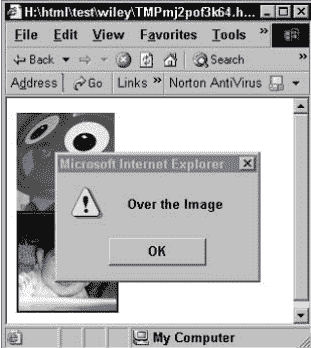 H:\html\test\wiley\TMPmj2pof3k64.h...
File Edit View Favorites Tools »
Back Search »
Address Go Links » Norton AntiVirus
Microsoft Internet Explorer
Over the Image
OK
My Computer